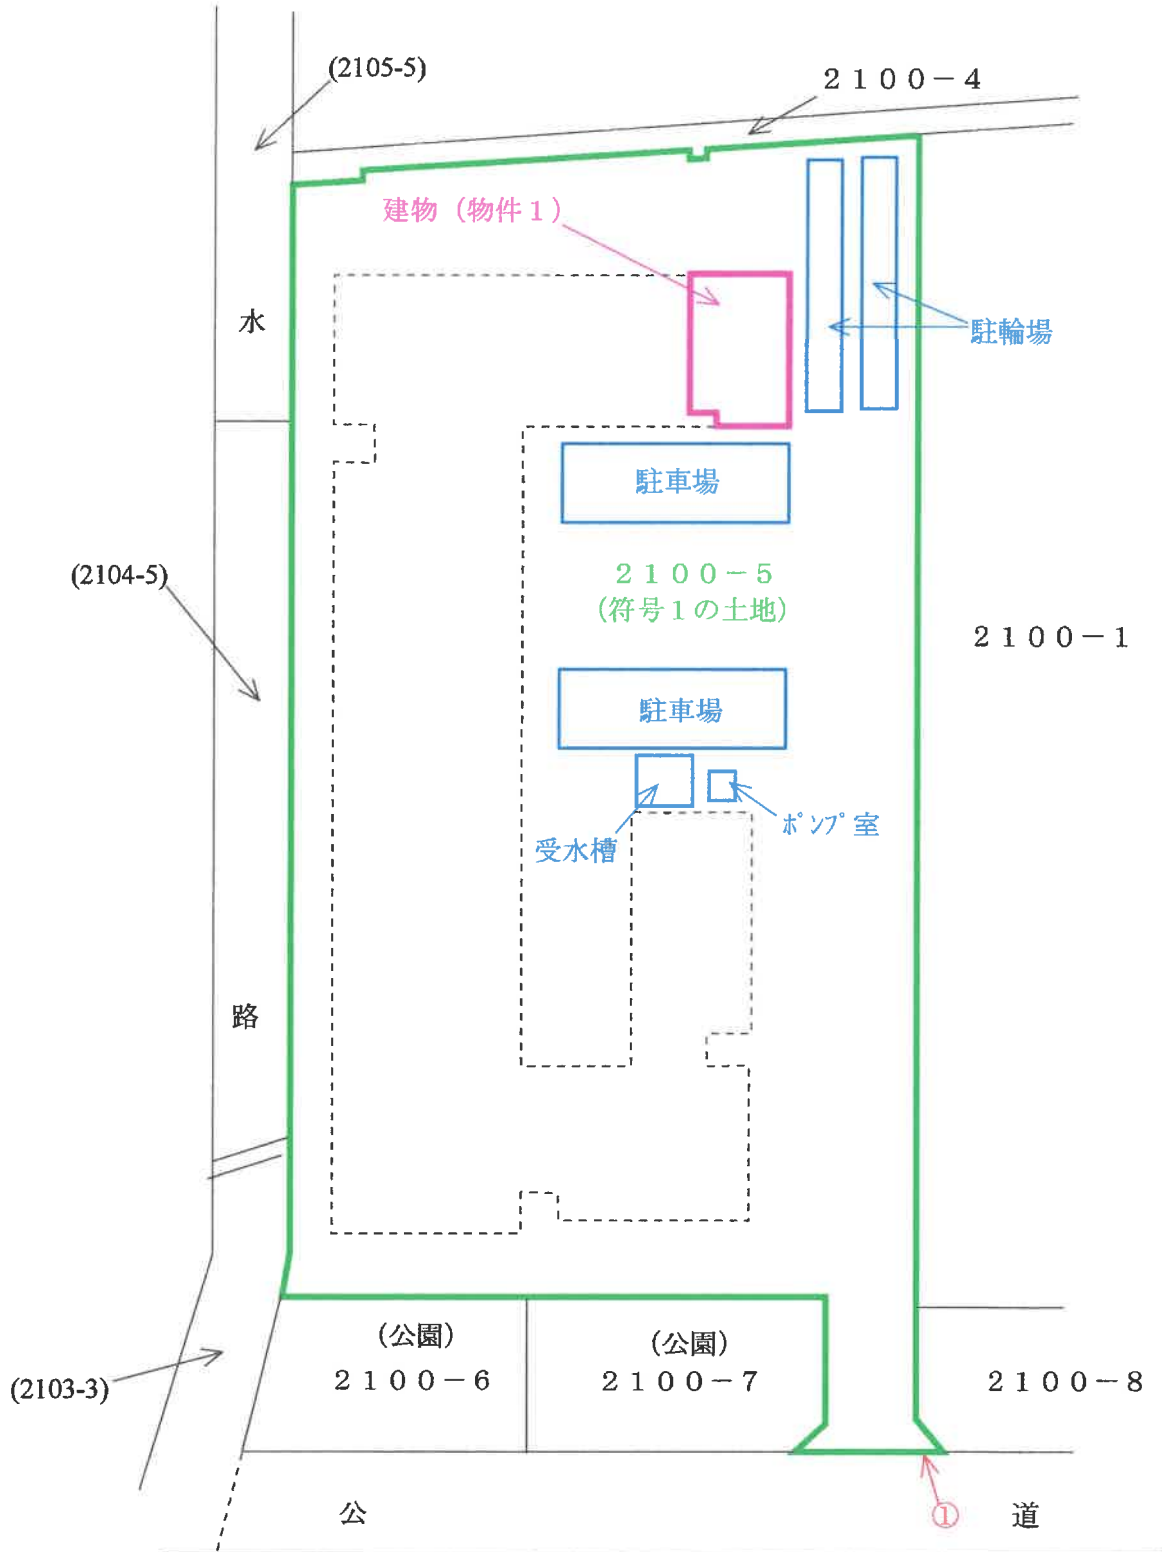 (2105-5)
２１００－４
建物（物件１）
水
駐輪場
駐車場
２１００－５
（符号１の土地）
(2104-5)
２１００－１
駐車場
ﾎﾟﾝﾌﾟ室
受水槽
路
（公園）
２１００－６
（公園）
２１００－７
２１００－８
(2103-3)
公
①
道